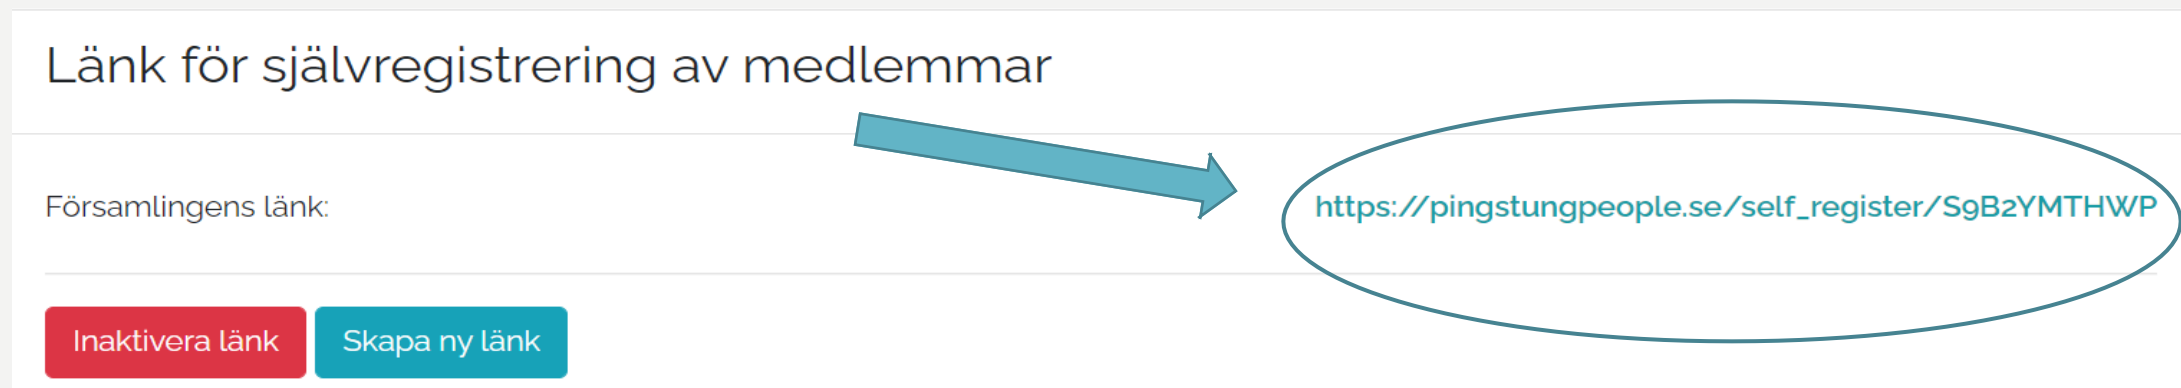 Länk för självregistrering av medlemmar
Församlingens länk:
https://pingstungpeople.se/self_register/S9B2YMTHWP
Inaktivera länk
Skapa ny länk